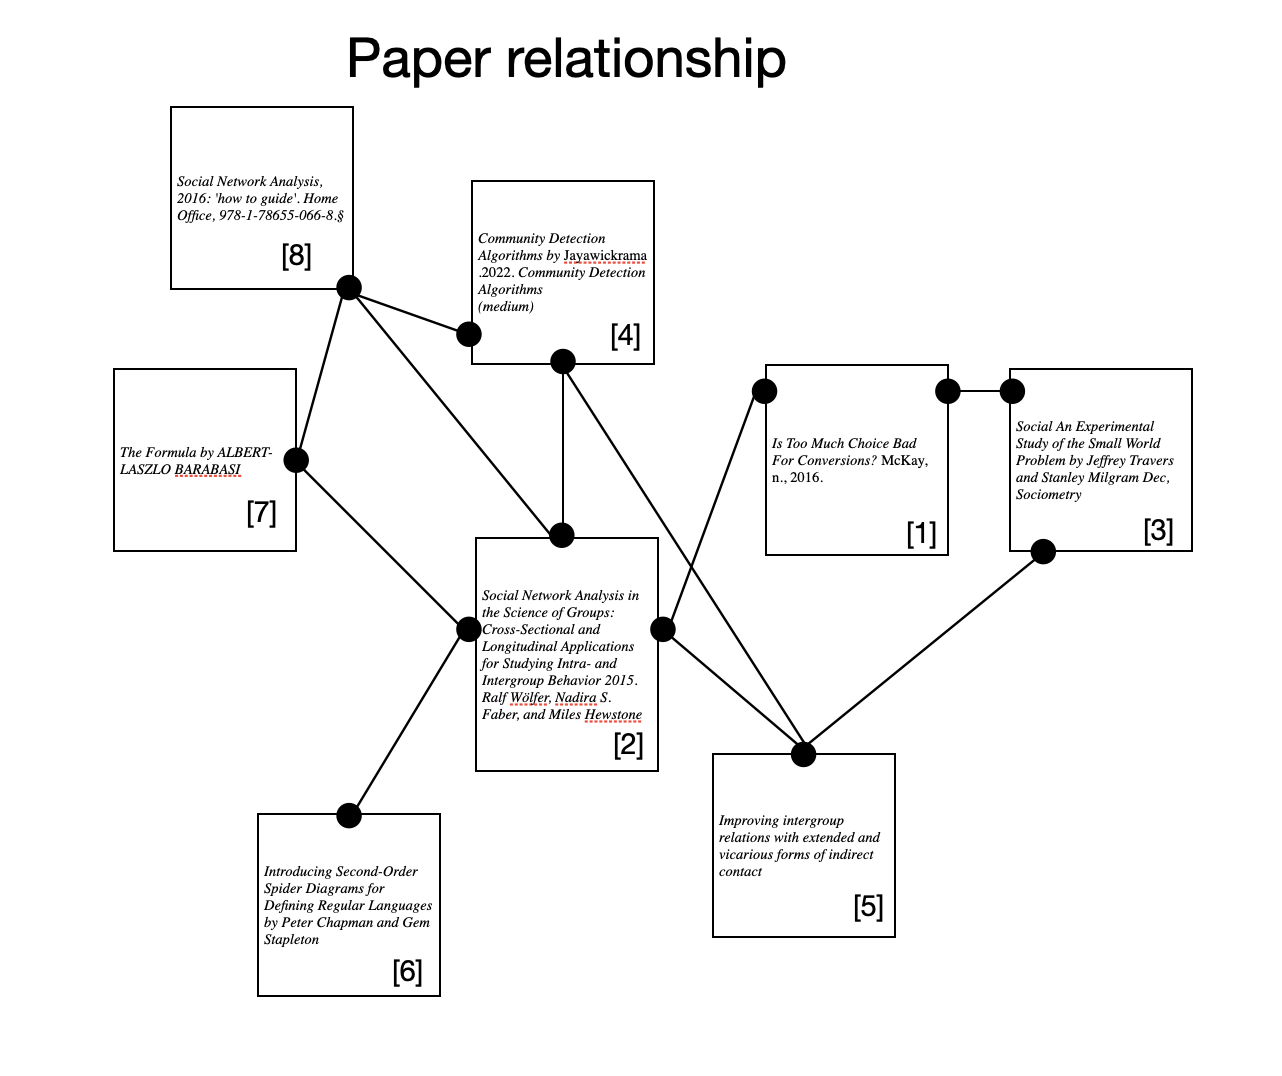 Paper relationship
Social Network Analysis,
2016: 'how to guide'. Home
Office, 978-1-78655-066-8.§
[8]
Community Detection
Algorithms by Jayawickrama
.2022. Community Detection
Algorithms
(medium)
[4]
The Formula by ALBERT-
LASZLO BARABASI
[7]
Is Too Much Choice Bad
For Conversions? McKay,
n., 2016.
[1]
Social An Experimental
Study of the Small World
Problem by Jeffrey Travers
and Stanley Milgram Dec,
Sociometry
[3]
Social Network Analysis in
the Science of Groups:
Cross-Sectional and
Longitudinal Applications
for Studying Intra- and
Intergroup Behavior 2015.
Ralf Wölfer, Nadira S.
Faber, and Miles Hewstone
[2]
Improving intergroup
relations with extended and
vicarious forms of indirect
contact
[5]
Introducing Second-Order
Spider Diagrams for
Defining Regular Languages
by Peter Chapman and Gem
Stapleton
[6]